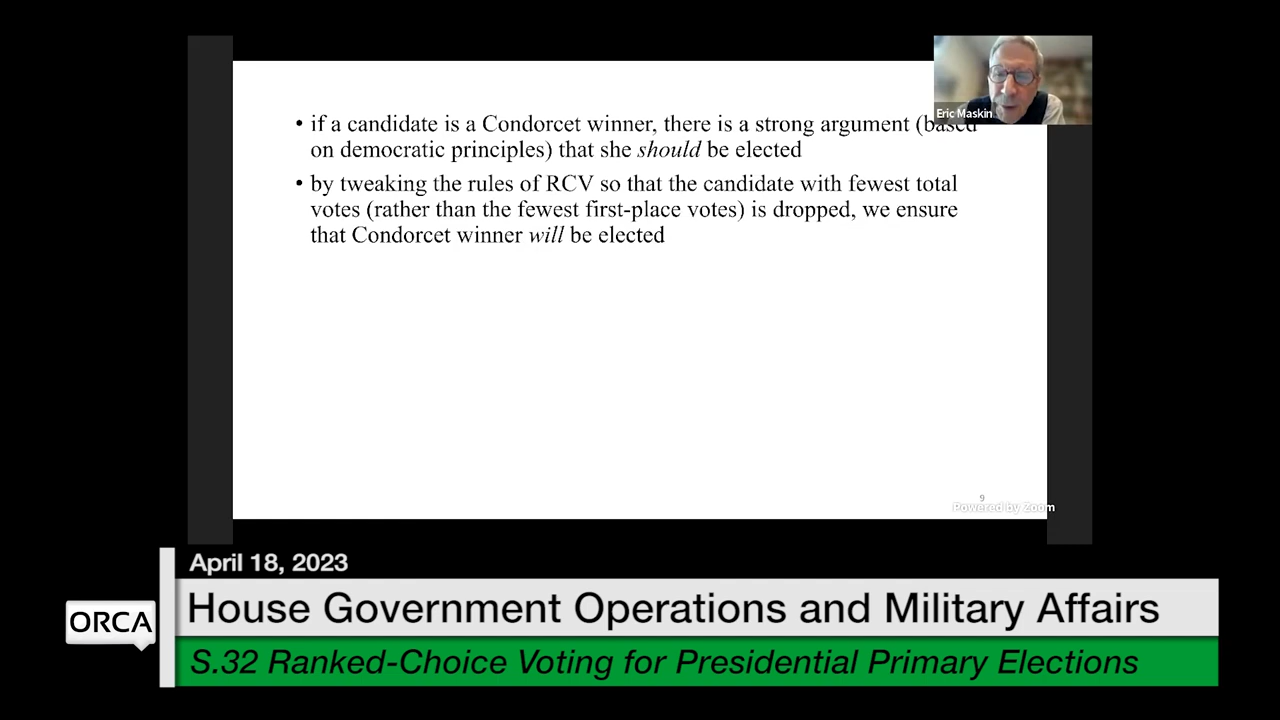 • if a candidate is a Condorcet winner, there is a strong argument (based
on democratic principles) that she should be elected
• by tweaking the rules of RCV so that the candidate with fewest total
votes (rather than the fewest first-place votes) is dropped, we ensure
that Condorcet winner will be elected
Eric Maskin
9
Powered by Zoom
April 18, 2023
House Government Operations and Military Affairs
ORCA
S.32 Ranked-Choice Voting for Presidential Primary Elections